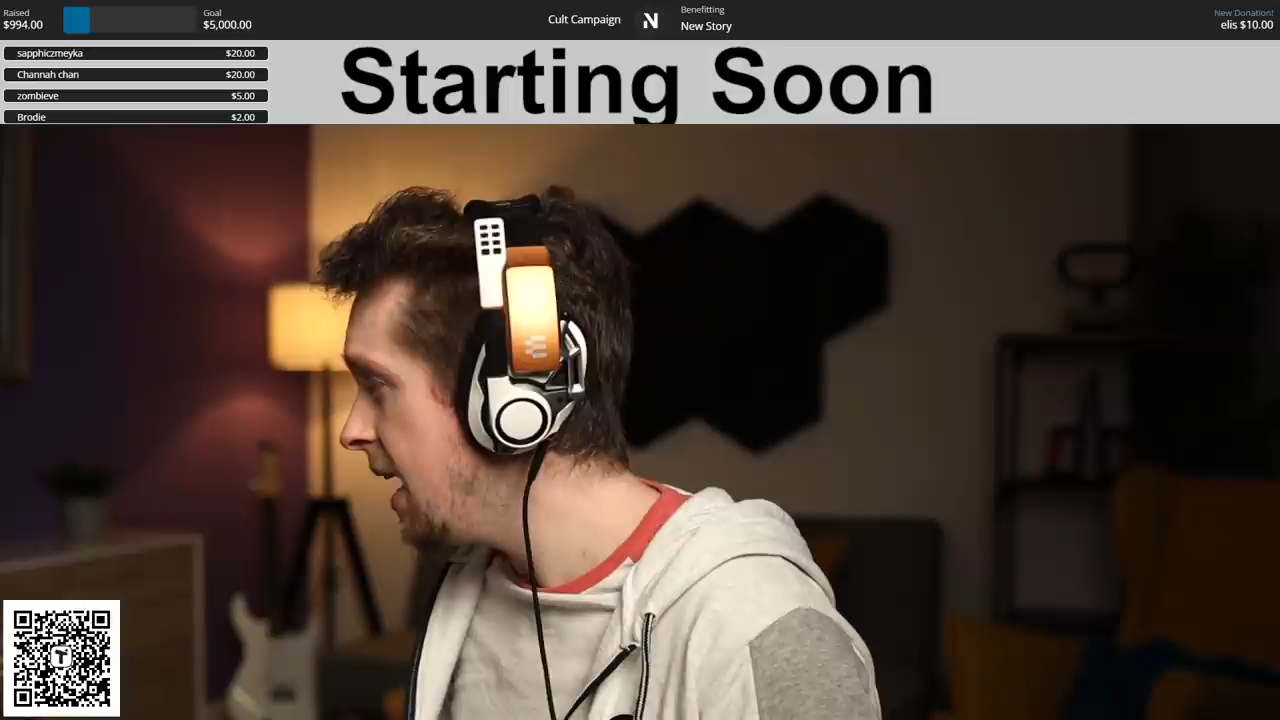 Raised
$994.00
Goal
$5,000.00
Cult Campaign
N
Benefitting
New Story
New Donation!
elis $10.00
sapphiczmeyka $20.00
Channah chan $20.00
zombieve $5.00
Brodie $2.00
Starting Soon